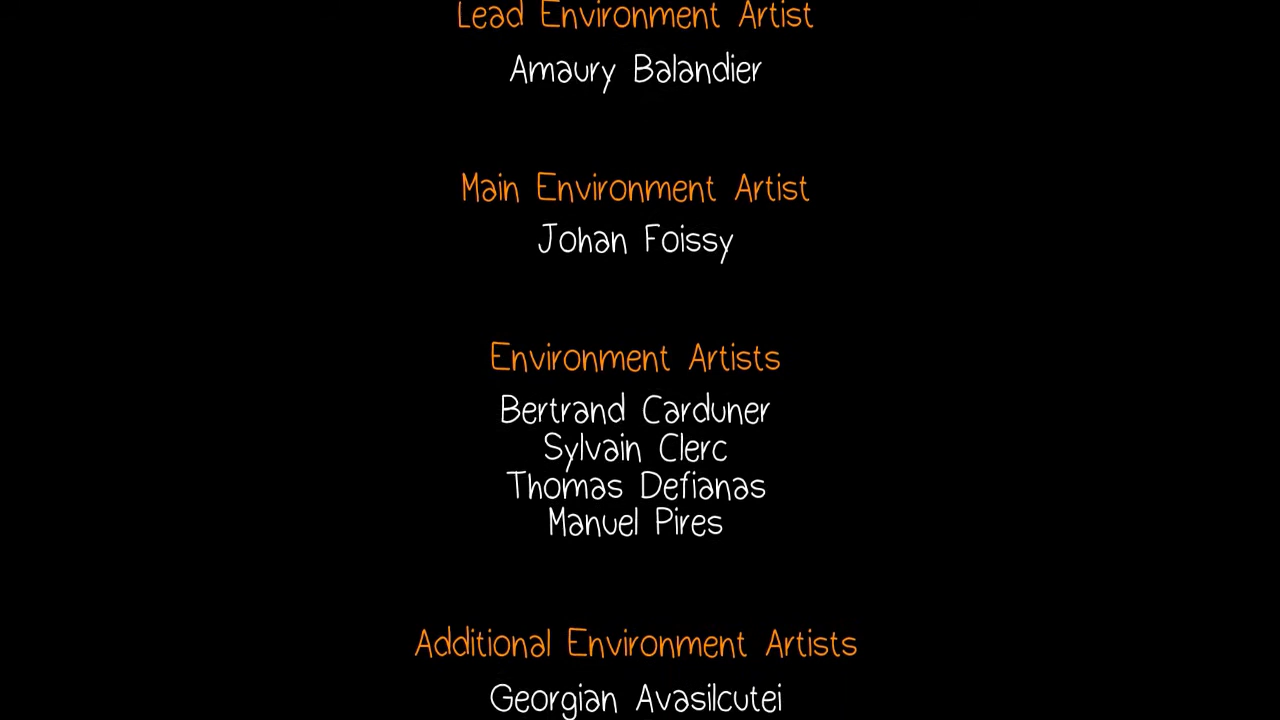 Lead Environment Artist
Amaury Balandier
Main Environment Artist
Johan Foissy
Environment Artists
Bertrand Carduner
Sylvain Clerc
Thomas Defianas
Manuel Pires
Additional Environment Artists
Georgian Avasilcutei